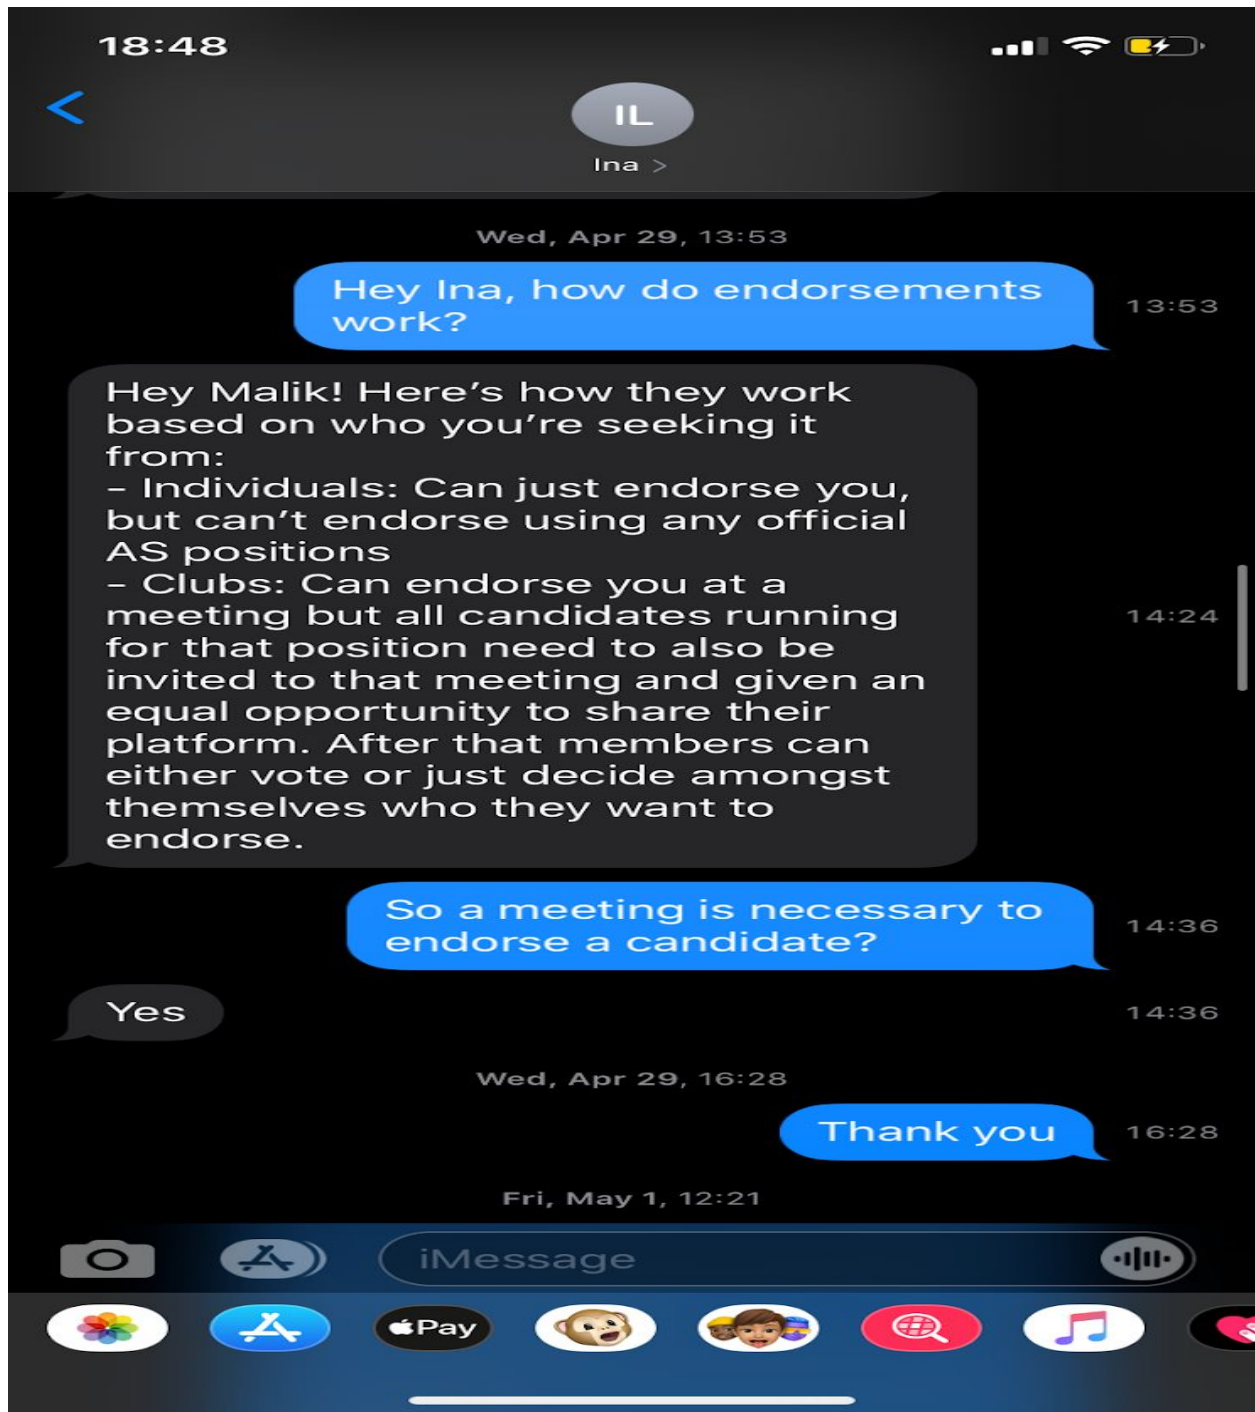 18:48
IL
Ina >
Wed, Apr 29, 13:53
Hey Ina, how do endorsements
work?
13:53
Hey Malik! Here's how they work
based on who you're seeking it
from:
- Individuals: Can just endorse you,
but can't endorse using any official
AS positions
- Clubs: Can endorse you at a
meeting but all candidates running
for that position need to also be
invited to that meeting and given an
equal opportunity to share their
platform. After that members can
either vote or just decide amongst
themselves who they want to
endorse.
14:24
So a meeting is necessary to
endorse a candidate?
14:36
Yes
14:36
Wed, Apr 29, 16:28
Thank you
16:28
Fri, May 1, 12:21
iMessage
Pay